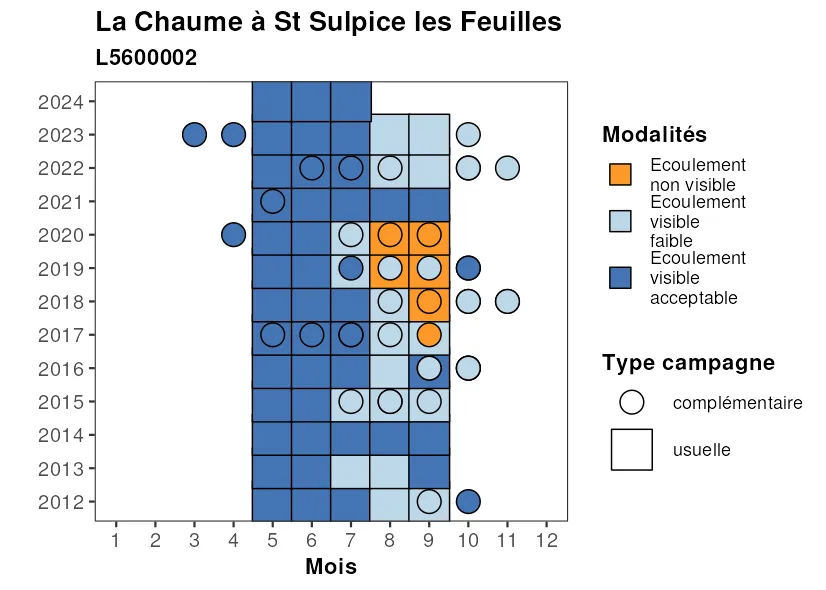 La Chaume à St Sulpice les Feuilles
L5600002
2024
2023
2022
2021
2020
2019
2018
2017
2016
2015
2014
2013
2012
1 2 3 4 5 6 7 8 9 10 11 12
Mois
Modalités
Ecoulement
non visible
Ecoulement
visible
faible
Ecoulement
visible
acceptable
Type campagne
complémentaire
usuelle